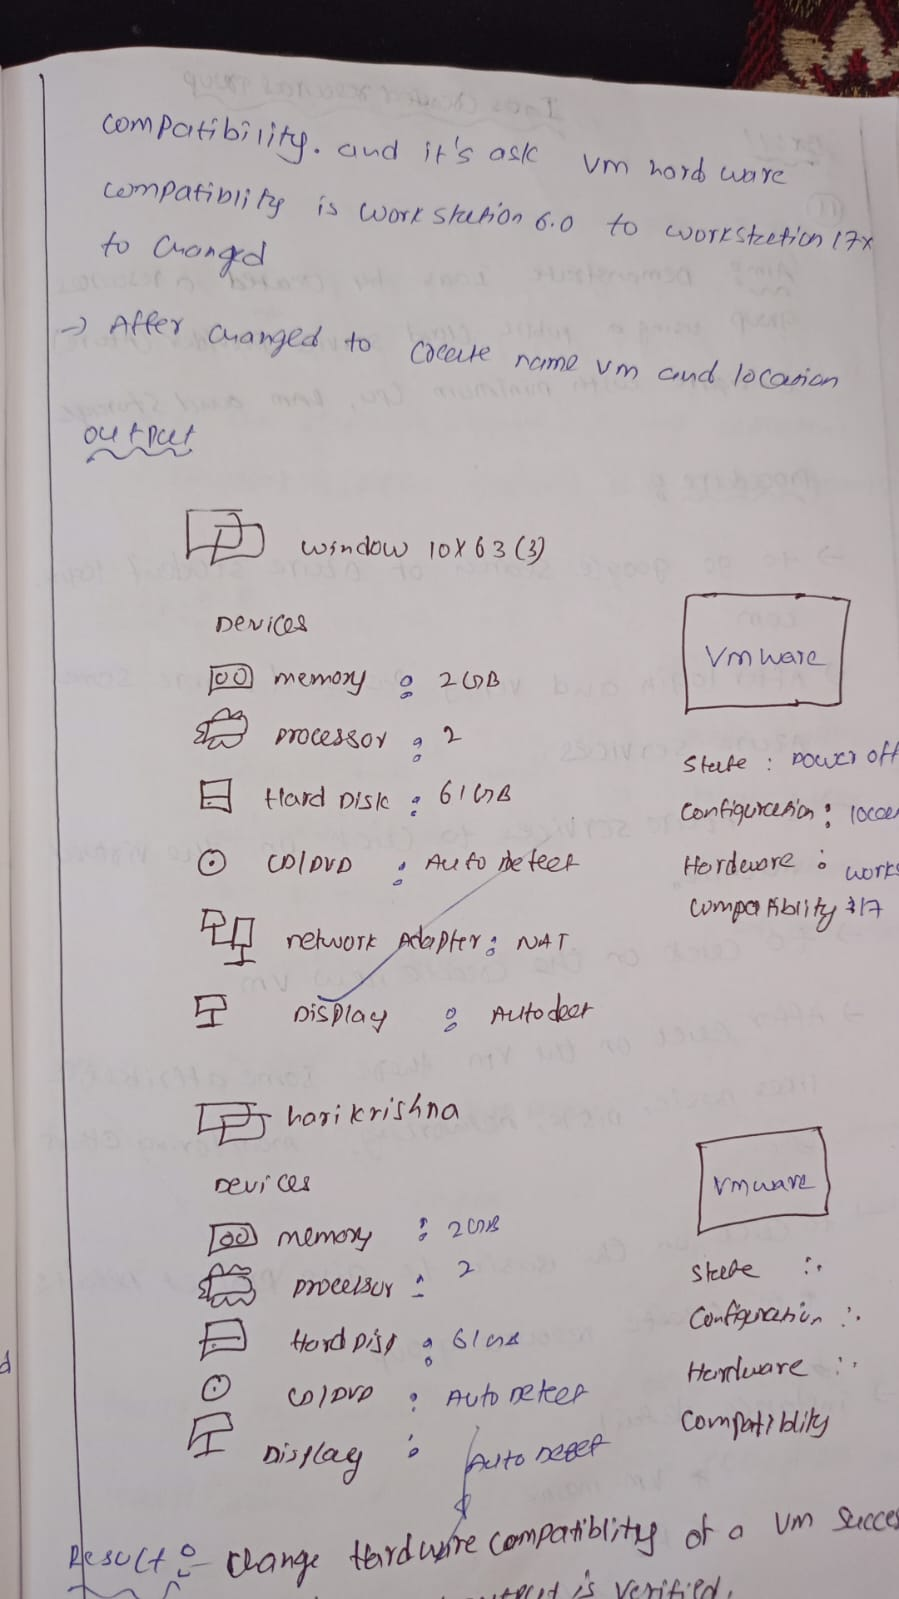 compatibility. and it's ask vm hard ware
compatiblity is work station 6.0 to workstation 17x
to changed
→ After changed to create name vm and location
output
window 10x63(3)
Devices
memory : 2GB
processor : 2
Hard Disk : 61GB
CD/DVD : Auto Detect
network Adapter : NAT
Display : Autodect
vmware
State : power off
Configuration :
Hardware : works
Compatiblity : 17
harikrishna
Devices
memory : 2GB
processor : 2
Hard Disk : 61GB
CD/DVD : Auto Detect
Display : Auto Detect
vmware
State :
Configuration :
Hardware :
Compatiblity
Result :- change Hardware compatiblity of a vm succes
output is verified.